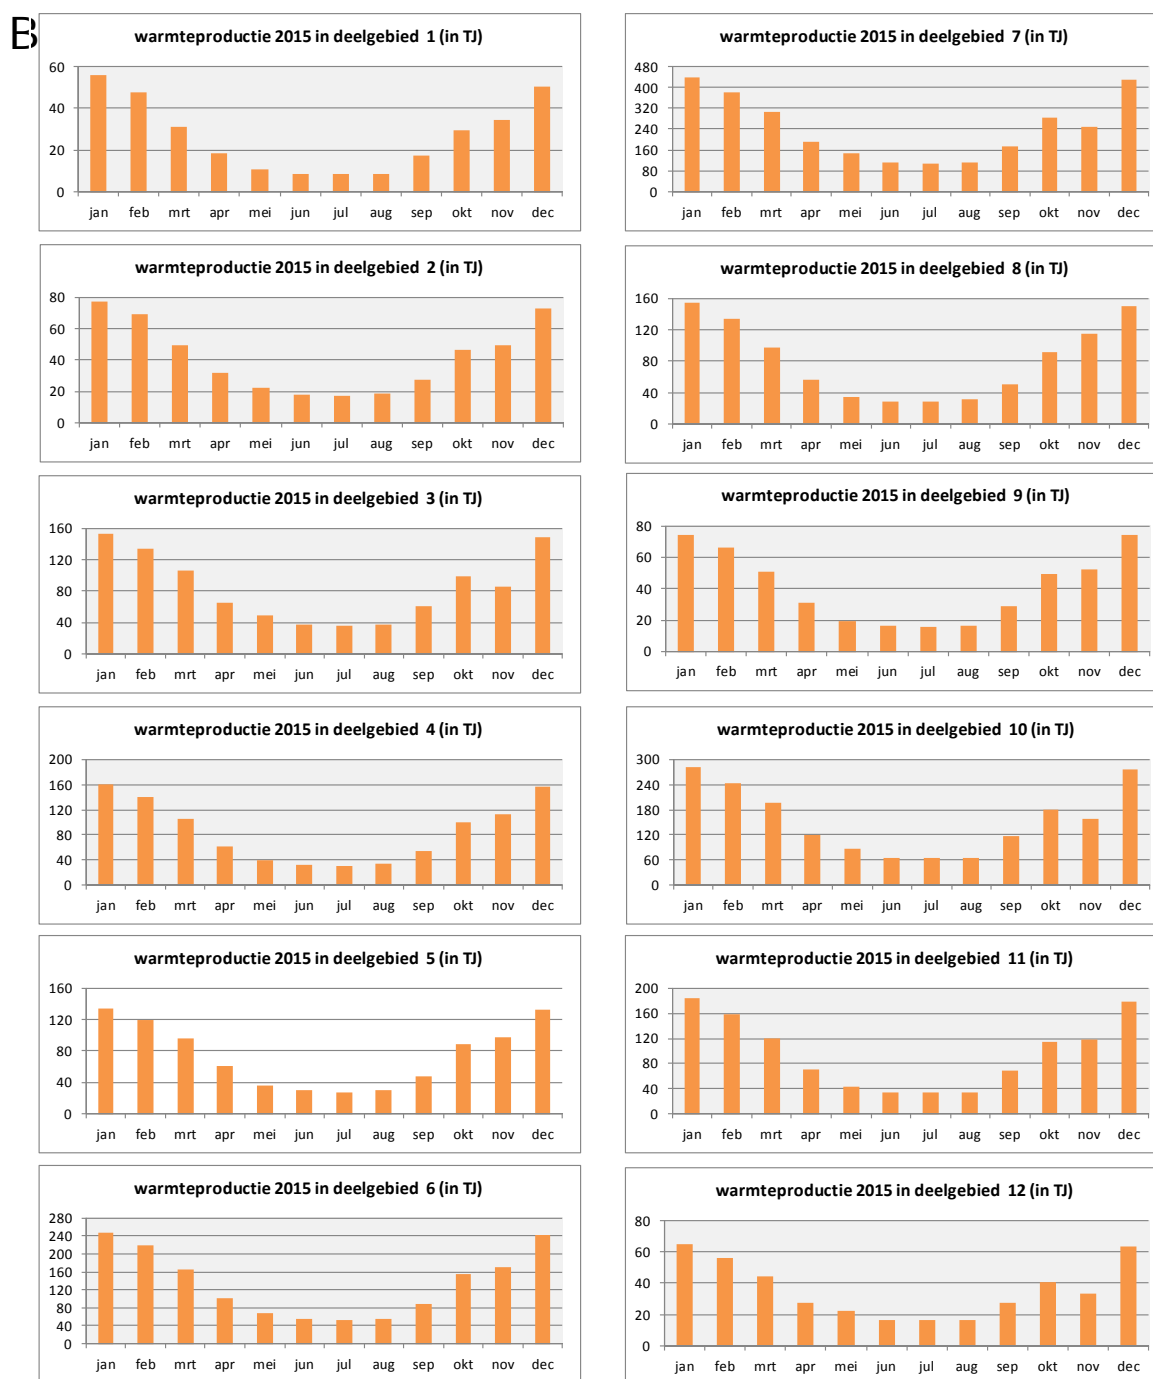 B
warmteproductie 2015 in deelgebied 1 (in TJ)
60
40
20
0
jan feb mrt apr mei jun jul aug sep okt nov dec
warmteproductie 2015 in deelgebied 2 (in TJ)
80
60
40
20
0
jan feb mrt apr mei jun jul aug sep okt nov dec
warmteproductie 2015 in deelgebied 3 (in TJ)
160
120
80
40
0
jan feb mrt apr mei jun jul aug sep okt nov dec
warmteproductie 2015 in deelgebied 4 (in TJ)
200
160
120
80
40
0
jan feb mrt apr mei jun jul aug sep okt nov dec
warmteproductie 2015 in deelgebied 5 (in TJ)
160
120
80
40
0
jan feb mrt apr mei jun jul aug sep okt nov dec
warmteproductie 2015 in deelgebied 6 (in TJ)
280
240
200
160
120
80
40
0
jan feb mrt apr mei jun jul aug sep okt nov dec
warmteproductie 2015 in deelgebied 7 (in TJ)
480
400
320
240
160
80
0
jan feb mrt apr mei jun jul aug sep okt nov dec
warmteproductie 2015 in deelgebied 8 (in TJ)
160
120
80
40
0
jan feb mrt apr mei jun jul aug sep okt nov dec
warmteproductie 2015 in deelgebied 9 (in TJ)
80
60
40
20
0
jan feb mrt apr mei jun jul aug sep okt nov dec
warmteproductie 2015 in deelgebied 10 (in TJ)
300
240
180
120
60
0
jan feb mrt apr mei jun jul aug sep okt nov dec
warmteproductie 2015 in deelgebied 11 (in TJ)
200
160
120
80
40
0
jan feb mrt apr mei jun jul aug sep okt nov dec
warmteproductie 2015 in deelgebied 12 (in TJ)
80
60
40
20
0
jan feb mrt apr mei jun jul aug sep okt nov dec